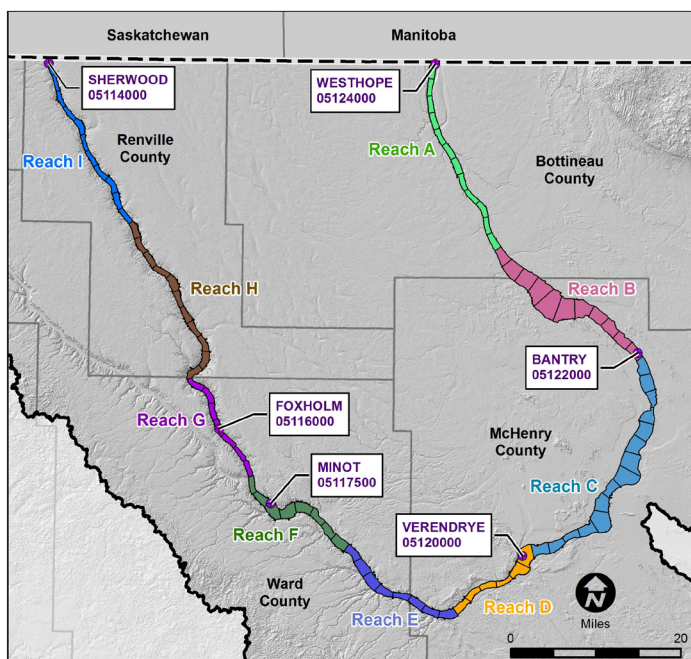 Saskatchewan
Manitoba
SHERWOOD
05114000
WESTHOPE
05124000
Renville
County
Reach A
Reach I
Bottineau
County
Reach H
Reach B
BANTRY
05122000
Reach G
FOXHOLM
05116000
McHenry
County
MINOT
05117500
Reach C
Reach F
VERENDRYE
05120000
Ward
County
Reach D
Reach E
N
Miles
0
20